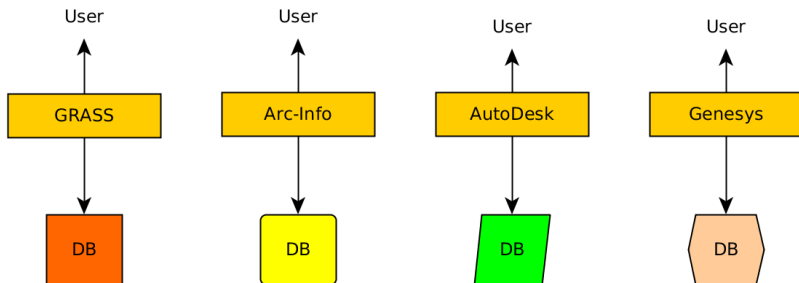 User
User
User
User
GRASS
Arc-Info
AutoDesk
Genesys
DB
DB
DB
DB